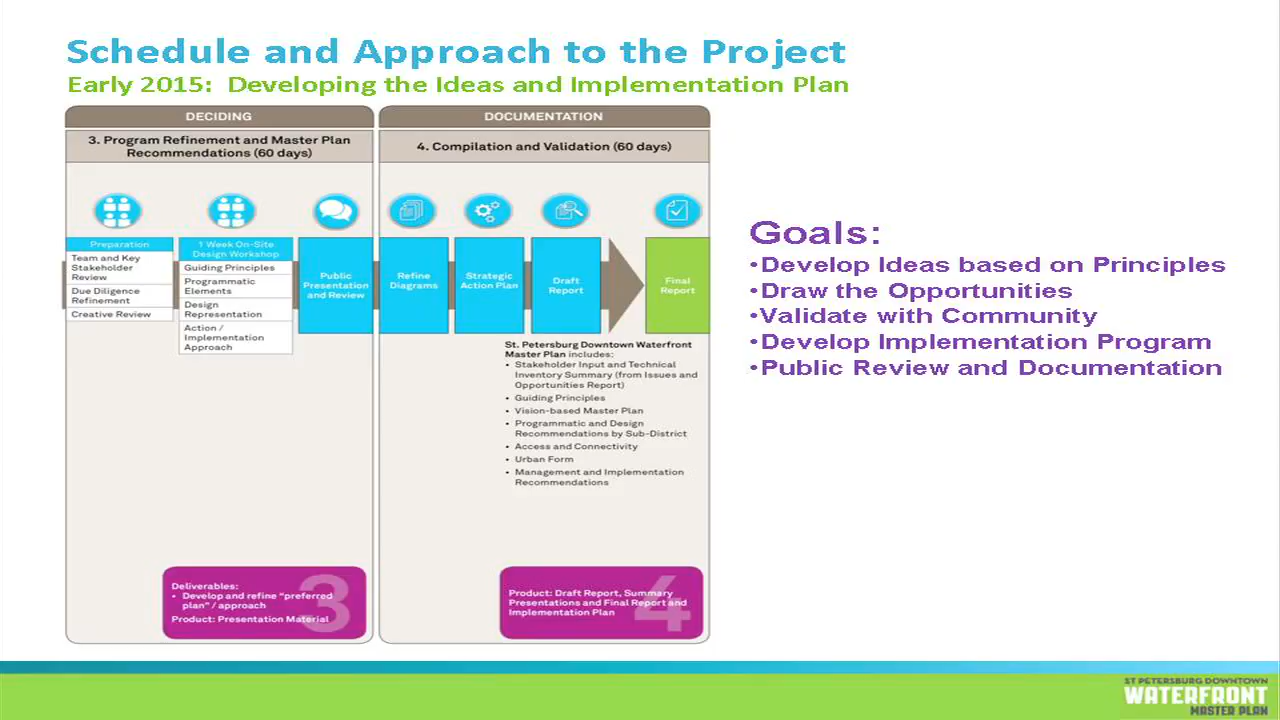 Schedule and Approach to the Project
Early 2015: Developing the Ideas and Implementation Plan
DECIDING
3. Program Refinement and Master Plan
Recommendations (60 days)
Preparation
Team and Key
Stakeholder
Review
Due Diligence
Refinement
Creative Review
1 Week On-Site
Design Workshop
Guiding Principles
Programmatic
Elements
Design
Representation
Action /
Implementation
Approach
Public
Presentation
and Review
Deliverables:
• Develop and refine “preferred
plan” / approach
Product: Presentation Material
3
DOCUMENTATION
4. Compilation and Validation (60 days)
Refine
Diagrams
Strategic
Action Plan
Draft
Report
Final
Report
St. Petersburg Downtown Waterfront
Master Plan includes:
• Stakeholder Input and Technical
Inventory Summary (from Issues and
Opportunities Report)
• Guiding Principles
• Vision-based Master Plan
• Programmatic and Design
Recommendations by Sub-District
• Access and Connectivity
• Urban Form
• Management and Implementation
Recommendations
Product: Draft Report, Summary
Presentations and Final Report and
Implementation Plan
4
Goals:
•Develop Ideas based on Principles
•Draw the Opportunities
•Validate with Community
•Develop Implementation Program
•Public Review and Documentation
ST PETERSBURG DOWNTOWN
WATERFRONT
MASTER PLAN